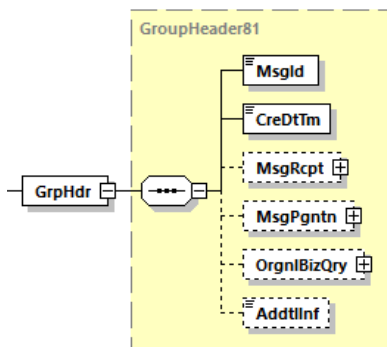 GroupHeader81
MsgId
CreDtTm
GrpHdr
MsgRcpt
MsgPgntn
OrgnlBizQry
AddtlInf